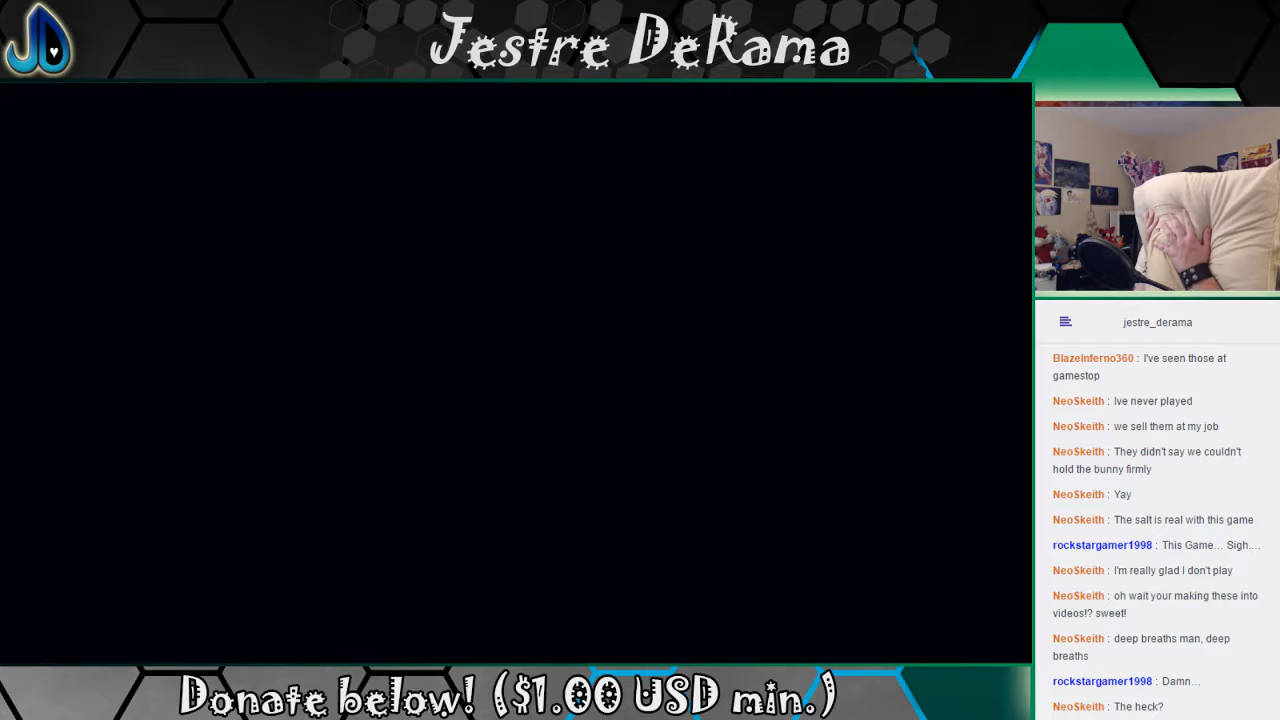 JD
Jestre DeRama
jestre_derama
BlazeInferno360 : I've seen those at
gamestop
NeoSkeith : Ive never played
NeoSkeith : we sell them at my job
NeoSkeith : They didn't say we couldn't
hold the bunny firmly
NeoSkeith : Yay
NeoSkeith : The salt is real with this game
rockstargamer1998 : This Game... Sigh....
NeoSkeith : I'm really glad I don't play
NeoSkeith : oh wait your making these into
videos!? sweet!
NeoSkeith : deep breaths man, deep
breaths
rockstargamer1998 : Damn...
NeoSkeith : The heck?
Donate below! ($1.00 USD min.)